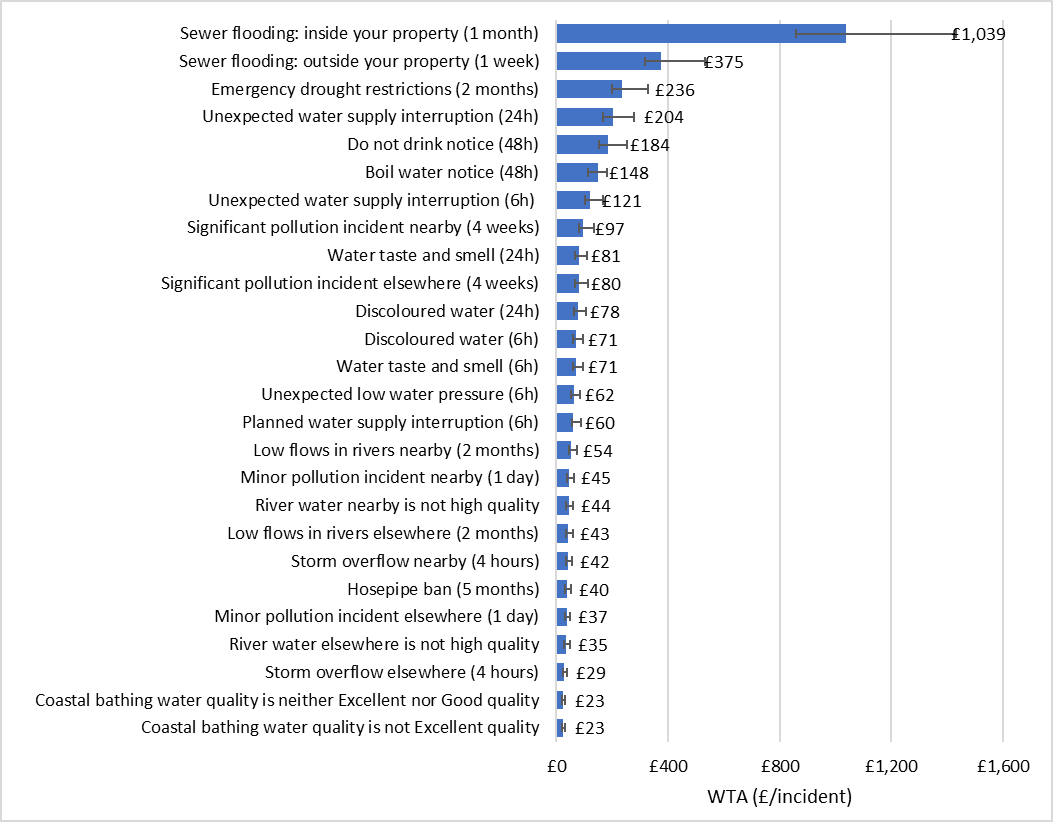 Sewer flooding: inside your property (1 month) £1,039
Sewer flooding: outside your property (1 week) £375
Emergency drought restrictions (2 months) £236
Unexpected water supply interruption (24h) £204
Do not drink notice (48h) £184
Boil water notice (48h) £148
Unexpected water supply interruption (6h) £121
Significant pollution incident nearby (4 weeks) £97
Water taste and smell (24h) £81
Significant pollution incident elsewhere (4 weeks) £80
Discoloured water (24h) £78
Discoloured water (6h) £71
Water taste and smell (6h) £71
Unexpected low water pressure (6h) £62
Planned water supply interruption (6h) £60
Low flows in rivers nearby (2 months) £54
Minor pollution incident nearby (1 day) £45
River water nearby is not high quality £44
Low flows in rivers elsewhere (2 months) £43
Storm overflow nearby (4 hours) £42
Hosepipe ban (5 months) £40
Minor pollution incident elsewhere (1 day) £37
River water elsewhere is not high quality £35
Storm overflow elsewhere (4 hours) £29
Coastal bathing water quality is neither Excellent nor Good quality £23
Coastal bathing water quality is not Excellent quality £23
£0 £400 £800 £1,200 £1,600
WTA (£/incident)